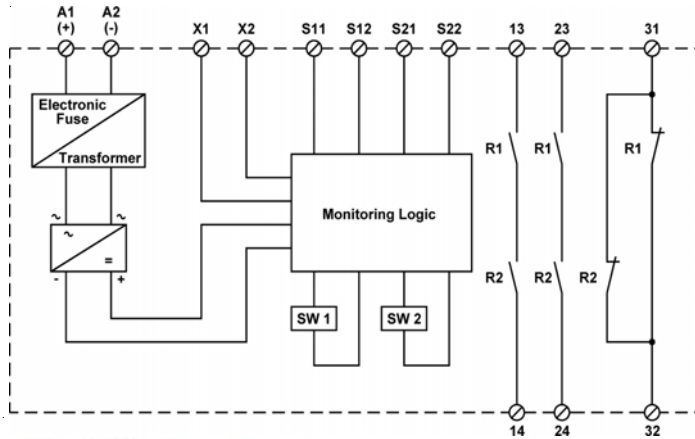 A1 A2 X1 X2 S11 S12 S21 S22 13 23 31
(+) (-)
Electronic
Fuse
Transformer
R1 R1 R1
Monitoring Logic
~ ~
~
=
- +
R2 R2 R2
SW 1 SW 2
14 24 32